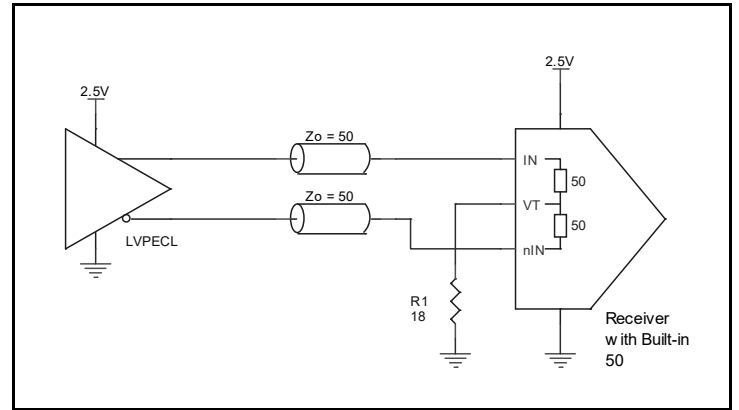 2.5V
2.5V
Zo = 50
IN
50
Zo = 50
VT
50
nIN
LVPECL
R1
18
Receiver
with Built-in
50